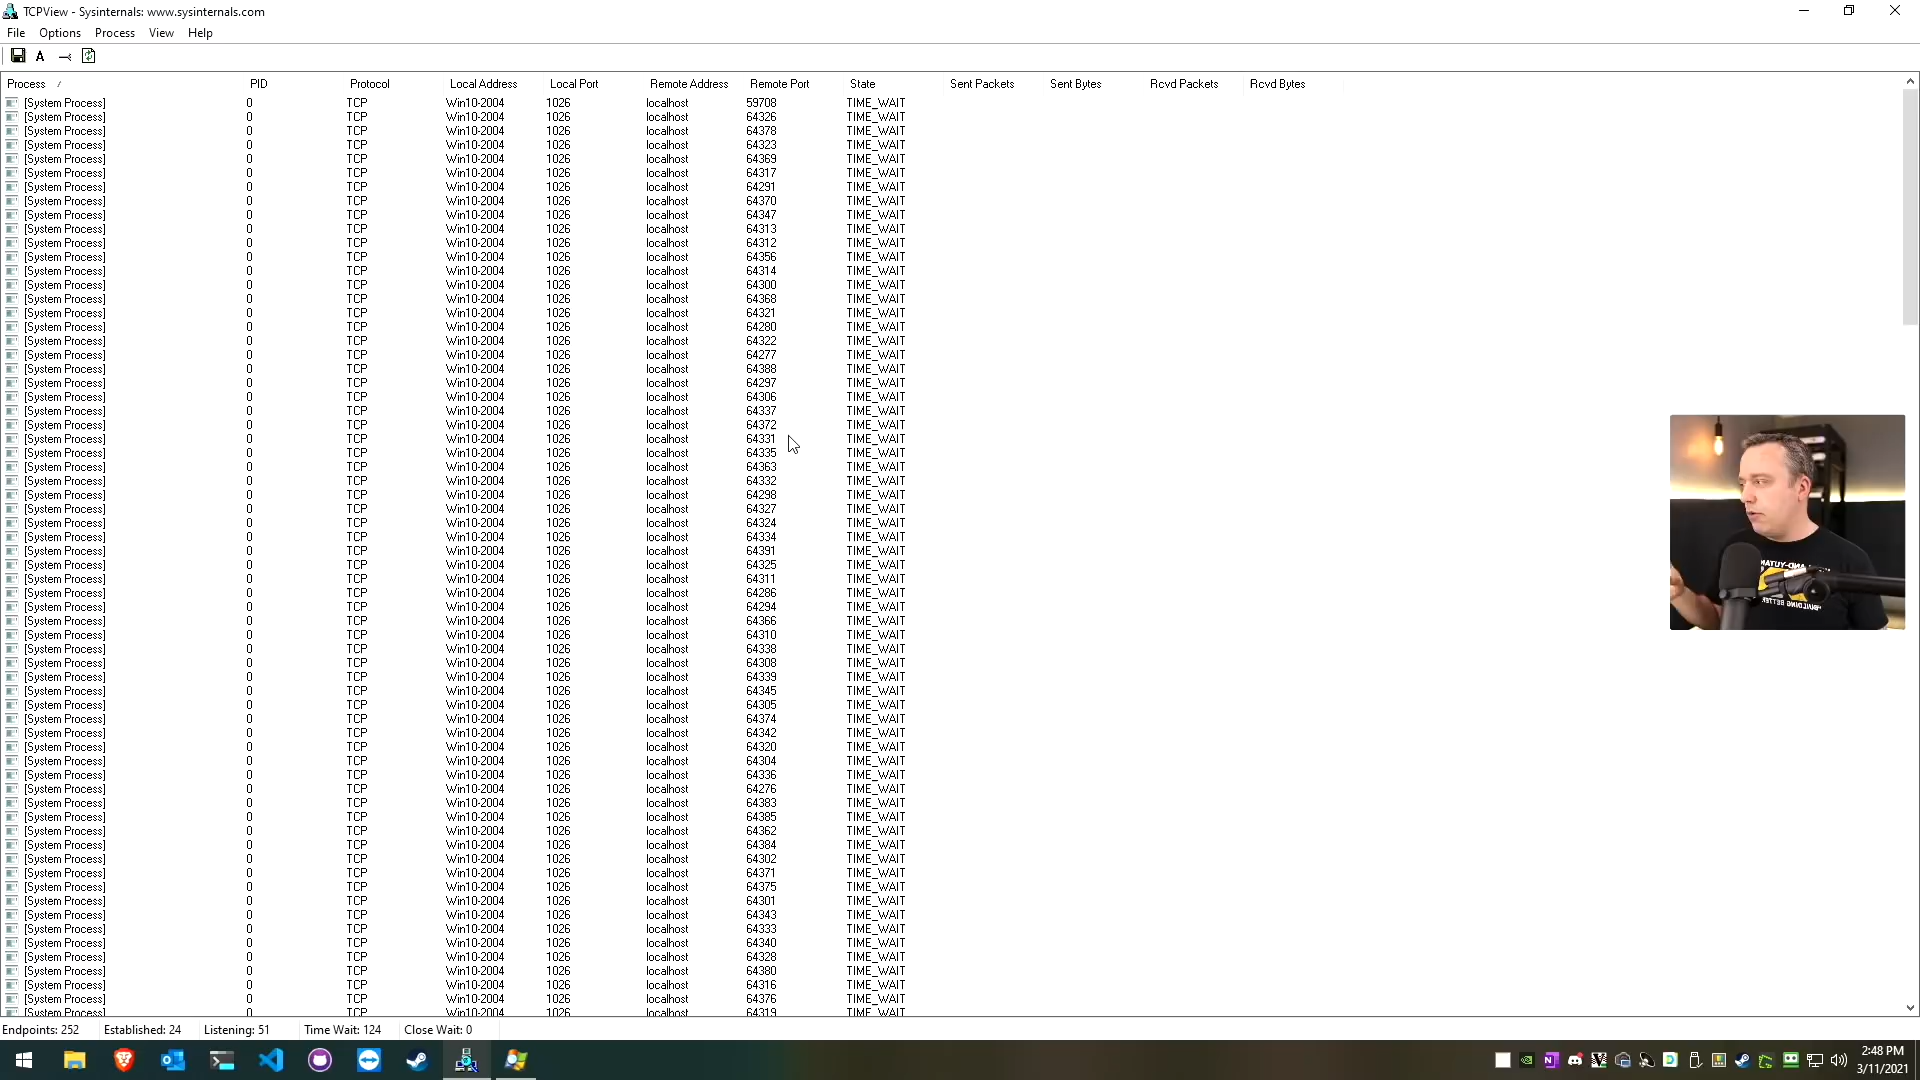 TCPView - Sysinternals: www.sysinternals.com
File Options Process View Help
A
Process / PID Protocol Local Address Local Port Remote Address Remote Port State Sent Packets Sent Bytes Rcvd Packets Rcvd Bytes
[System Process] 0 TCP Win10-2004 1026 localhost 59708 TIME_WAIT
[System Process] 0 TCP Win10-2004 1026 localhost 64326 TIME_WAIT
[System Process] 0 TCP Win10-2004 1026 localhost 64378 TIME_WAIT
[System Process] 0 TCP Win10-2004 1026 localhost 64323 TIME_WAIT
[System Process] 0 TCP Win10-2004 1026 localhost 64369 TIME_WAIT
[System Process] 0 TCP Win10-2004 1026 localhost 64317 TIME_WAIT
[System Process] 0 TCP Win10-2004 1026 localhost 64291 TIME_WAIT
[System Process] 0 TCP Win10-2004 1026 localhost 64370 TIME_WAIT
[System Process] 0 TCP Win10-2004 1026 localhost 64347 TIME_WAIT
[System Process] 0 TCP Win10-2004 1026 localhost 64313 TIME_WAIT
[System Process] 0 TCP Win10-2004 1026 localhost 64312 TIME_WAIT
[System Process] 0 TCP Win10-2004 1026 localhost 64356 TIME_WAIT
[System Process] 0 TCP Win10-2004 1026 localhost 64314 TIME_WAIT
[System Process] 0 TCP Win10-2004 1026 localhost 64300 TIME_WAIT
[System Process] 0 TCP Win10-2004 1026 localhost 64368 TIME_WAIT
[System Process] 0 TCP Win10-2004 1026 localhost 64321 TIME_WAIT
[System Process] 0 TCP Win10-2004 1026 localhost 64280 TIME_WAIT
[System Process] 0 TCP Win10-2004 1026 localhost 64322 TIME_WAIT
[System Process] 0 TCP Win10-2004 1026 localhost 64277 TIME_WAIT
[System Process] 0 TCP Win10-2004 1026 localhost 64388 TIME_WAIT
[System Process] 0 TCP Win10-2004 1026 localhost 64297 TIME_WAIT
[System Process] 0 TCP Win10-2004 1026 localhost 64306 TIME_WAIT
[System Process] 0 TCP Win10-2004 1026 localhost 64337 TIME_WAIT
[System Process] 0 TCP Win10-2004 1026 localhost 64372 TIME_WAIT
[System Process] 0 TCP Win10-2004 1026 localhost 64331 TIME_WAIT
[System Process] 0 TCP Win10-2004 1026 localhost 64335 TIME_WAIT
[System Process] 0 TCP Win10-2004 1026 localhost 64363 TIME_WAIT
[System Process] 0 TCP Win10-2004 1026 localhost 64332 TIME_WAIT
[System Process] 0 TCP Win10-2004 1026 localhost 64298 TIME_WAIT
[System Process] 0 TCP Win10-2004 1026 localhost 64327 TIME_WAIT
[System Process] 0 TCP Win10-2004 1026 localhost 64324 TIME_WAIT
[System Process] 0 TCP Win10-2004 1026 localhost 64334 TIME_WAIT
[System Process] 0 TCP Win10-2004 1026 localhost 64391 TIME_WAIT
[System Process] 0 TCP Win10-2004 1026 localhost 64325 TIME_WAIT
[System Process] 0 TCP Win10-2004 1026 localhost 64311 TIME_WAIT
[System Process] 0 TCP Win10-2004 1026 localhost 64286 TIME_WAIT
[System Process] 0 TCP Win10-2004 1026 localhost 64294 TIME_WAIT
[System Process] 0 TCP Win10-2004 1026 localhost 64366 TIME_WAIT
[System Process] 0 TCP Win10-2004 1026 localhost 64310 TIME_WAIT
[System Process] 0 TCP Win10-2004 1026 localhost 64338 TIME_WAIT
[System Process] 0 TCP Win10-2004 1026 localhost 64308 TIME_WAIT
[System Process] 0 TCP Win10-2004 1026 localhost 64339 TIME_WAIT
[System Process] 0 TCP Win10-2004 1026 localhost 64345 TIME_WAIT
[System Process] 0 TCP Win10-2004 1026 localhost 64305 TIME_WAIT
[System Process] 0 TCP Win10-2004 1026 localhost 64374 TIME_WAIT
[System Process] 0 TCP Win10-2004 1026 localhost 64342 TIME_WAIT
[System Process] 0 TCP Win10-2004 1026 localhost 64320 TIME_WAIT
[System Process] 0 TCP Win10-2004 1026 localhost 64304 TIME_WAIT
[System Process] 0 TCP Win10-2004 1026 localhost 64336 TIME_WAIT
[System Process] 0 TCP Win10-2004 1026 localhost 64276 TIME_WAIT
[System Process] 0 TCP Win10-2004 1026 localhost 64383 TIME_WAIT
[System Process] 0 TCP Win10-2004 1026 localhost 64385 TIME_WAIT
[System Process] 0 TCP Win10-2004 1026 localhost 64362 TIME_WAIT
[System Process] 0 TCP Win10-2004 1026 localhost 64384 TIME_WAIT
[System Process] 0 TCP Win10-2004 1026 localhost 64302 TIME_WAIT
[System Process] 0 TCP Win10-2004 1026 localhost 64371 TIME_WAIT
[System Process] 0 TCP Win10-2004 1026 localhost 64375 TIME_WAIT
[System Process] 0 TCP Win10-2004 1026 localhost 64301 TIME_WAIT
[System Process] 0 TCP Win10-2004 1026 localhost 64343 TIME_WAIT
[System Process] 0 TCP Win10-2004 1026 localhost 64333 TIME_WAIT
[System Process] 0 TCP Win10-2004 1026 localhost 64340 TIME_WAIT
[System Process] 0 TCP Win10-2004 1026 localhost 64328 TIME_WAIT
[System Process] 0 TCP Win10-2004 1026 localhost 64380 TIME_WAIT
[System Process] 0 TCP Win10-2004 1026 localhost 64316 TIME_WAIT
[System Process] 0 TCP Win10-2004 1026 localhost 64376 TIME_WAIT
[System Process] 0 TCP Win10-2004 1026 localhost 64319 TIME_WAIT
Endpoints: 252 Established: 24 Listening: 51 Time Wait: 124 Close Wait: 0
2:48 PM
3/11/2021